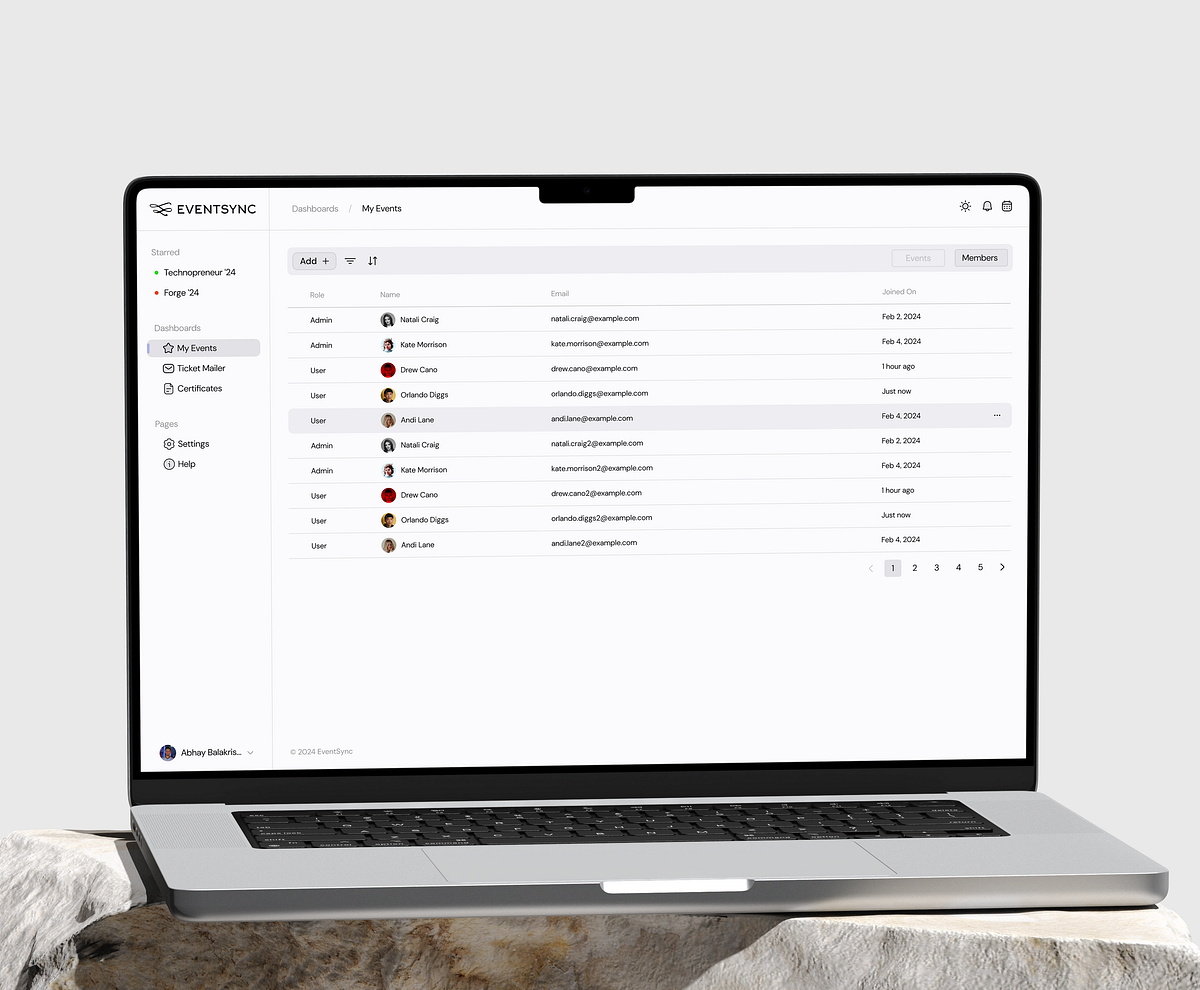 EVENTSYNC
Dashboards / My Events
Starred
Technopreneur '24
Forge '24
Dashboards
My Events
Ticket Mailer
Certificates
Pages
Settings
Help
Abhay Balakris...
Add +
Events
Members
Role Name Email Joined On
Admin Natali Craig natali.craig@example.com Feb 2, 2024
Admin Kate Morrison kate.morrison@example.com Feb 4, 2024
User Drew Cano drew.cano@example.com 1 hour ago
User Orlando Diggs orlando.diggs@example.com Just now
User Andi Lane andi.lane@example.com Feb 4, 2024 ...
Admin Natali Craig natali.craig2@example.com Feb 2, 2024
Admin Kate Morrison kate.morrison2@example.com Feb 4, 2024
User Drew Cano drew.cano2@example.com 1 hour ago
User Orlando Diggs orlando.diggs2@example.com Just now
User Andi Lane andi.lane2@example.com Feb 4, 2024
< 1 2 3 4 5 >
© 2024 EventSync